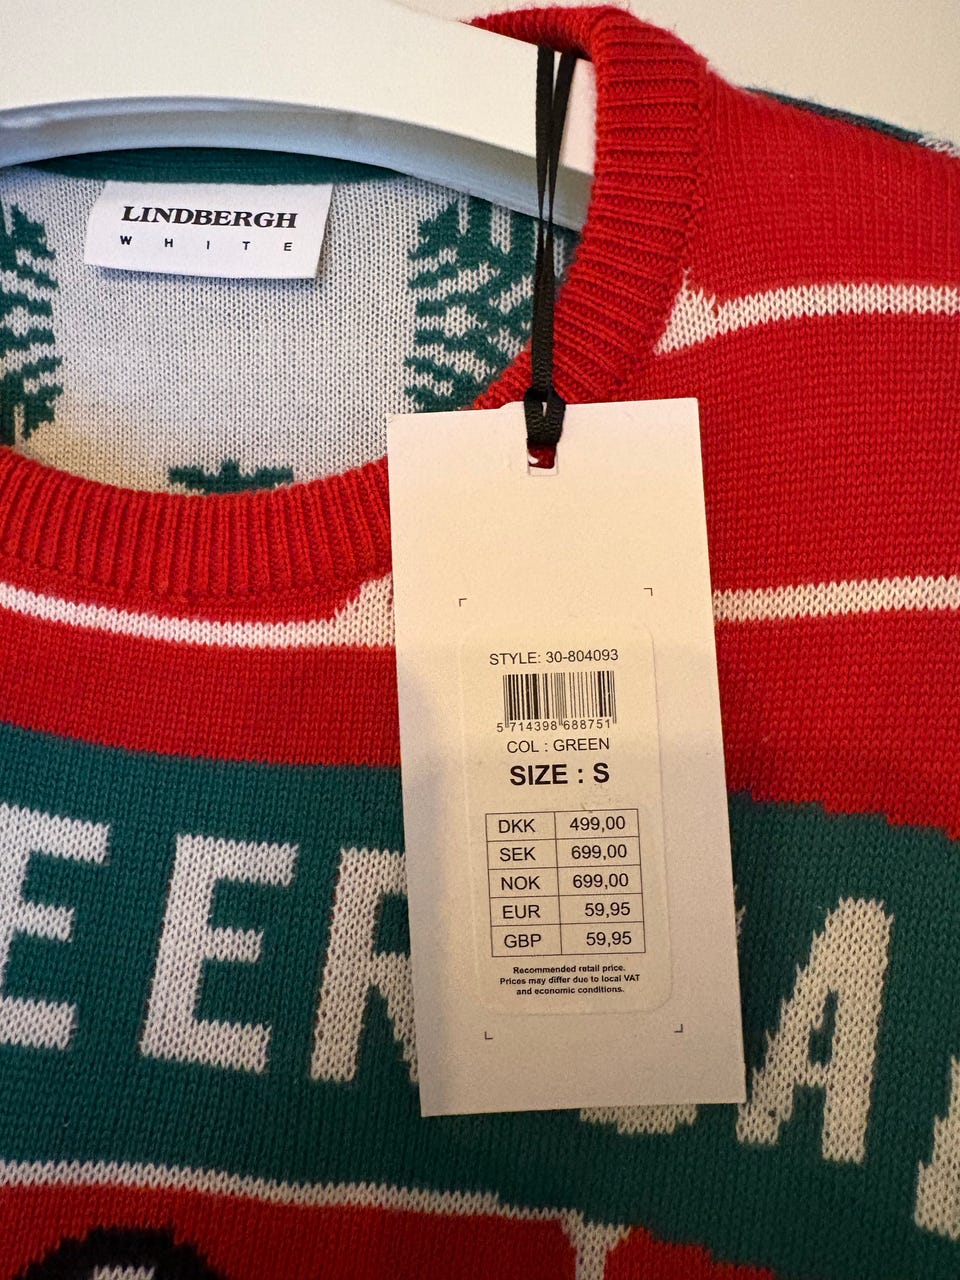 LINDBERGH
WHITE
STYLE: 30-804093
5 714398 688751
COL : GREEN
SIZE : S
DKK 499,00
SEK 699,00
NOK 699,00
EUR 59,95
GBP 59,95
Recommended retail price.
Prices may differ due to local VAT
and economic conditions.